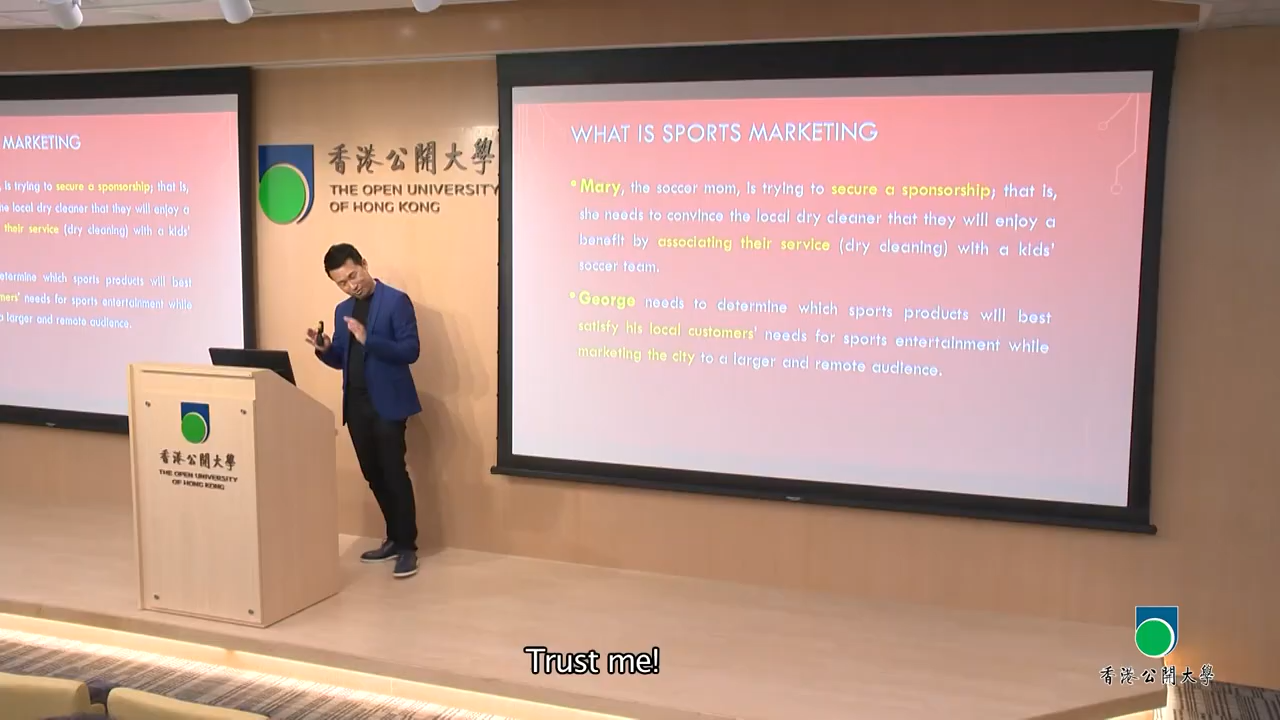 MARKETING
is trying to secure a sponsorship; that is,
local dry cleaner that they will enjoy a
their service (dry cleaning) with a kids'
which sports products will best
needs for sports entertainment while
larger and remote audience.
香港公開大學
THE OPEN UNIVERSITY
OF HONG KONG
WHAT IS SPORTS MARKETING
• Mary, the soccer mom, is trying to secure a sponsorship; that is,
she needs to convince the local dry cleaner that they will enjoy a
benefit by associating their service (dry cleaning) with a kids'
soccer team.
• George needs to determine which sports products will best
satisfy his local customers' needs for sports entertainment while
marketing the city to a larger and remote audience.
香港公開大學
THE OPEN UNIVERSITY
OF HONG KONG
Trust me!
香港公開大學